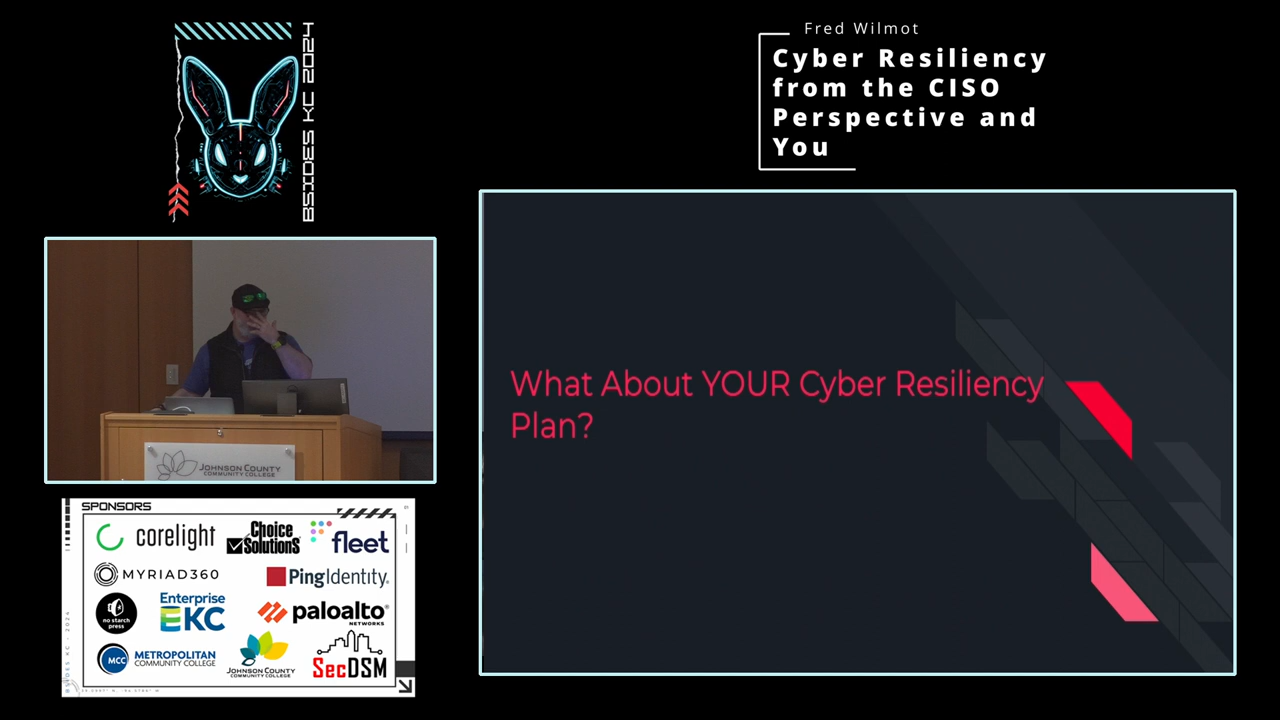 BSIDES KC 2024
Fred Wilmot
Cyber Resiliency
from the CISO
Perspective and
You
What About YOUR Cyber Resiliency
Plan?
JOHNSON COUNTY
COMMUNITY COLLEGE
SPONSORS
corelight
Choice
SolutionS
fleet
MYRIAD360
PingIdentity.
no starch
press
Enterprise
EKC
paloalto
NETWORKS
MCC
METROPOLITAN
COMMUNITY COLLEGE
JOHNSON COUNTY
COMMUNITY COLLEGE
SecDSM